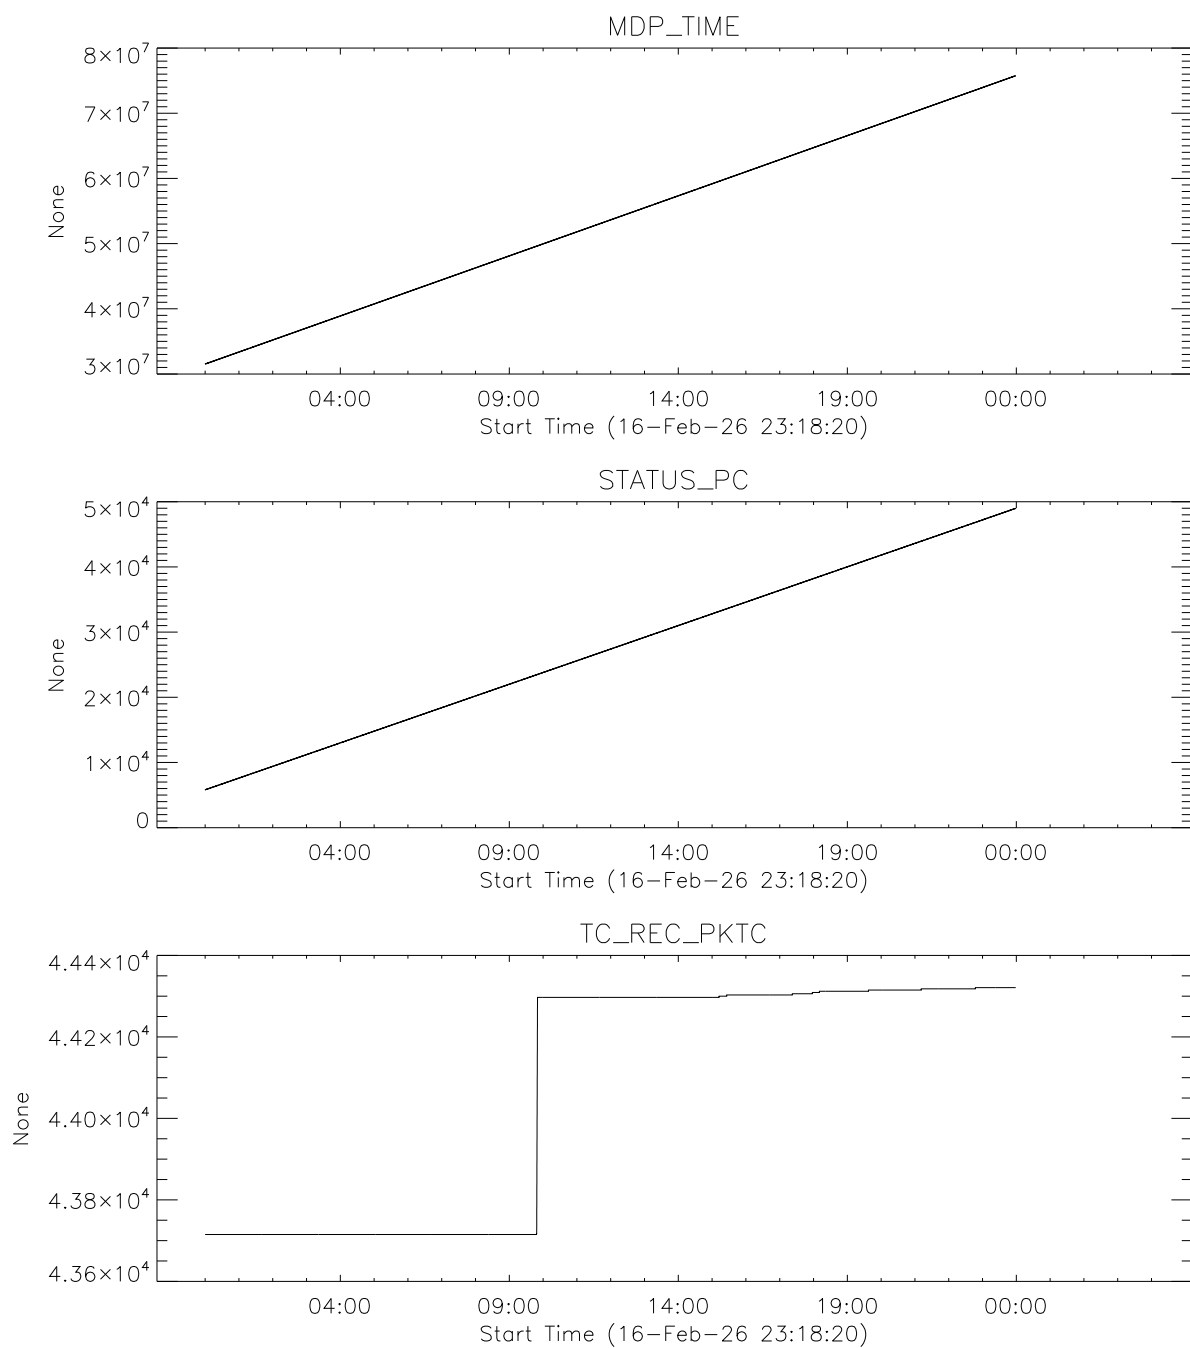 MDP_TIME
8×10⁷
7×10⁷
6×10⁷
5×10⁷
4×10⁷
3×10⁷
None
04:00 09:00 14:00 19:00 00:00
Start Time (16-Feb-26 23:18:20)
STATUS_PC
5×10⁴
4×10⁴
3×10⁴
2×10⁴
1×10⁴
0
None
04:00 09:00 14:00 19:00 00:00
Start Time (16-Feb-26 23:18:20)
TC_REC_PKTC
4.44×10⁴
4.42×10⁴
4.40×10⁴
4.38×10⁴
4.36×10⁴
None
04:00 09:00 14:00 19:00 00:00
Start Time (16-Feb-26 23:18:20)